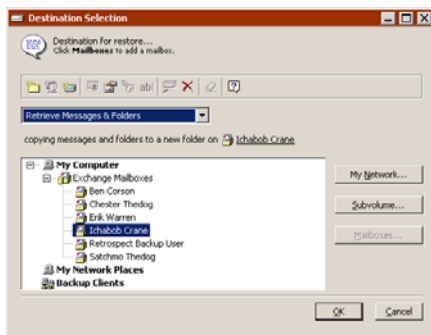 Destination Selection
Destination for restore...
Click Mailboxes to add a mailbox.
Retrieve Messages & Folders
copying messages and folders to a new folder on Ichabob Crane
My Computer
Exchange Mailboxes
Ben Corson
Chester Thedog
Erik Warren
Ichabob Crane
Retrospect Backup User
Satchmo Thedog
My Network Places
Backup Clients
My Network...
Subvolume...
Mailboxes...
OK
Cancel